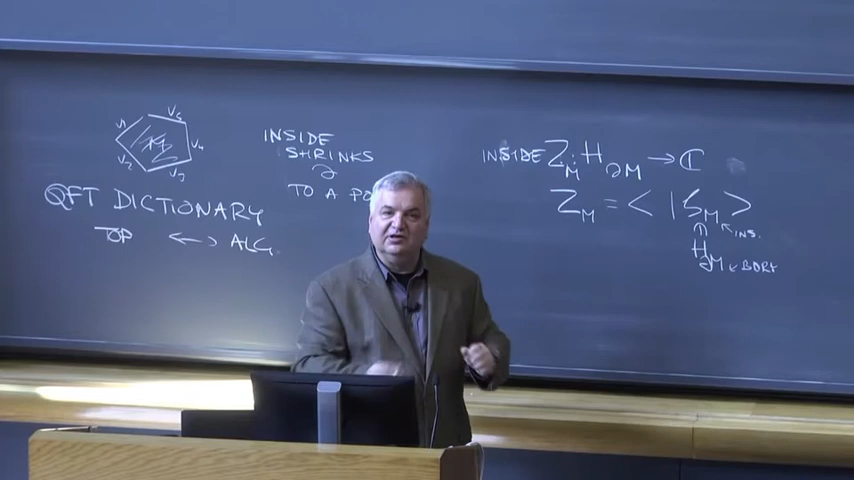 V1
V5
V4
V2
M
V3
QFT DICTIONARY
TOP ↔ ALG.
INSIDE
SHRINKS
TO A
INSIDE Z_M: H_∂M → ℂ
Z_M = < | S_M >
INS.
H_∂M
BDRY